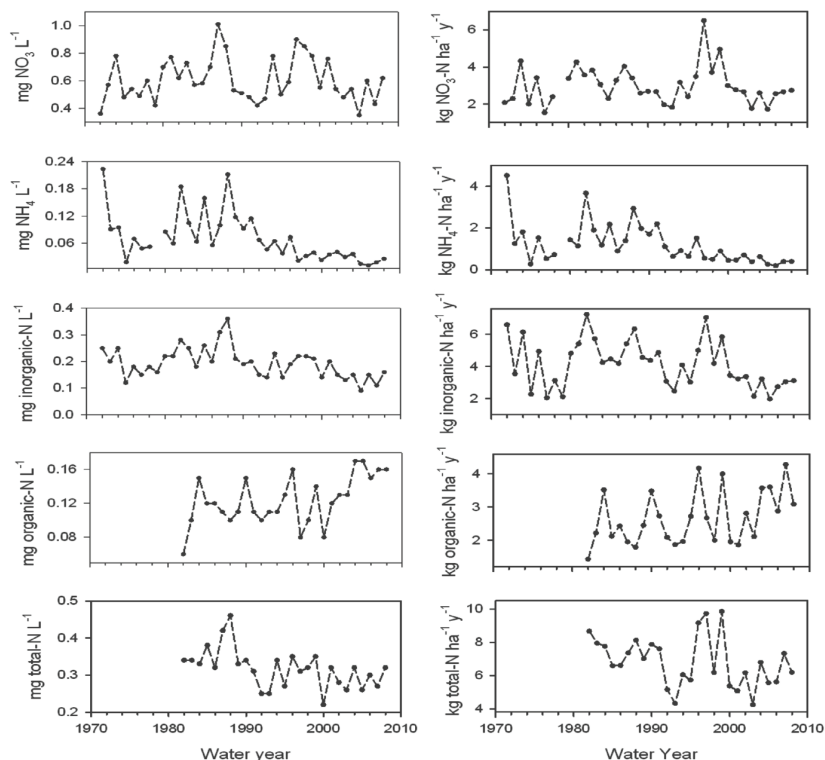 mg NO₃ L⁻¹
1.0
0.8
0.6
0.4
kg NO₃-N ha⁻¹ y⁻¹
6
4
2
mg NH₄ L⁻¹
0.24
0.18
0.12
0.06
kg NH₄-N ha⁻¹ y⁻¹
4
2
0
mg inorganic-N L⁻¹
0.4
0.3
0.2
0.1
0.0
kg inorganic-N ha⁻¹ y⁻¹
6
4
2
mg organic-N L⁻¹
0.16
0.12
0.08
kg organic-N ha⁻¹ y⁻¹
4
3
2
mg total-N L⁻¹
0.5
0.4
0.3
0.2
1970 1980 1990 2000 2010
Water year
kg total-N ha⁻¹ y⁻¹
10
8
6
4
1970 1980 1990 2000 2010
Water Year